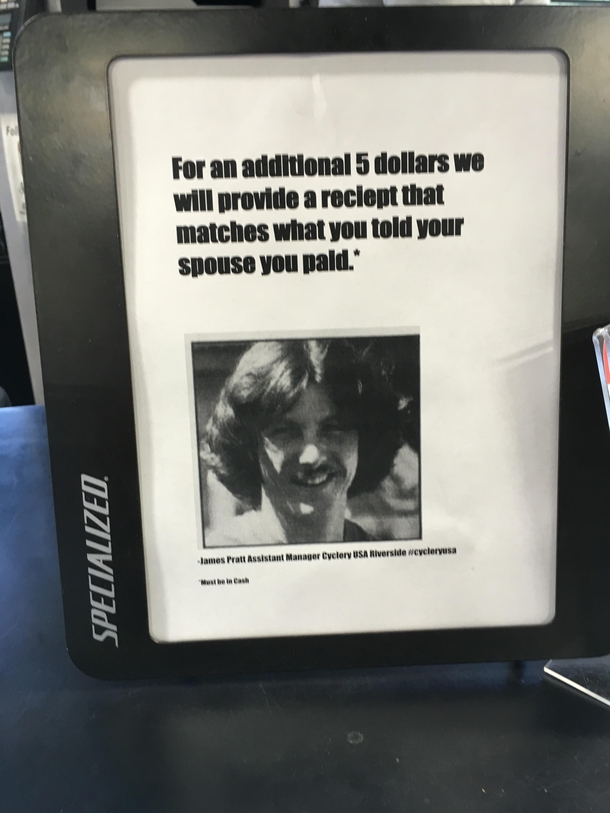 For an additional 5 dollars we
will provide a reciept that
matches what you told your
spouse you paid.*
-James Pratt Assistant Manager Cyclery USA Riverside #cycleryusa
*Must be in Cash
SPECIALIZED.